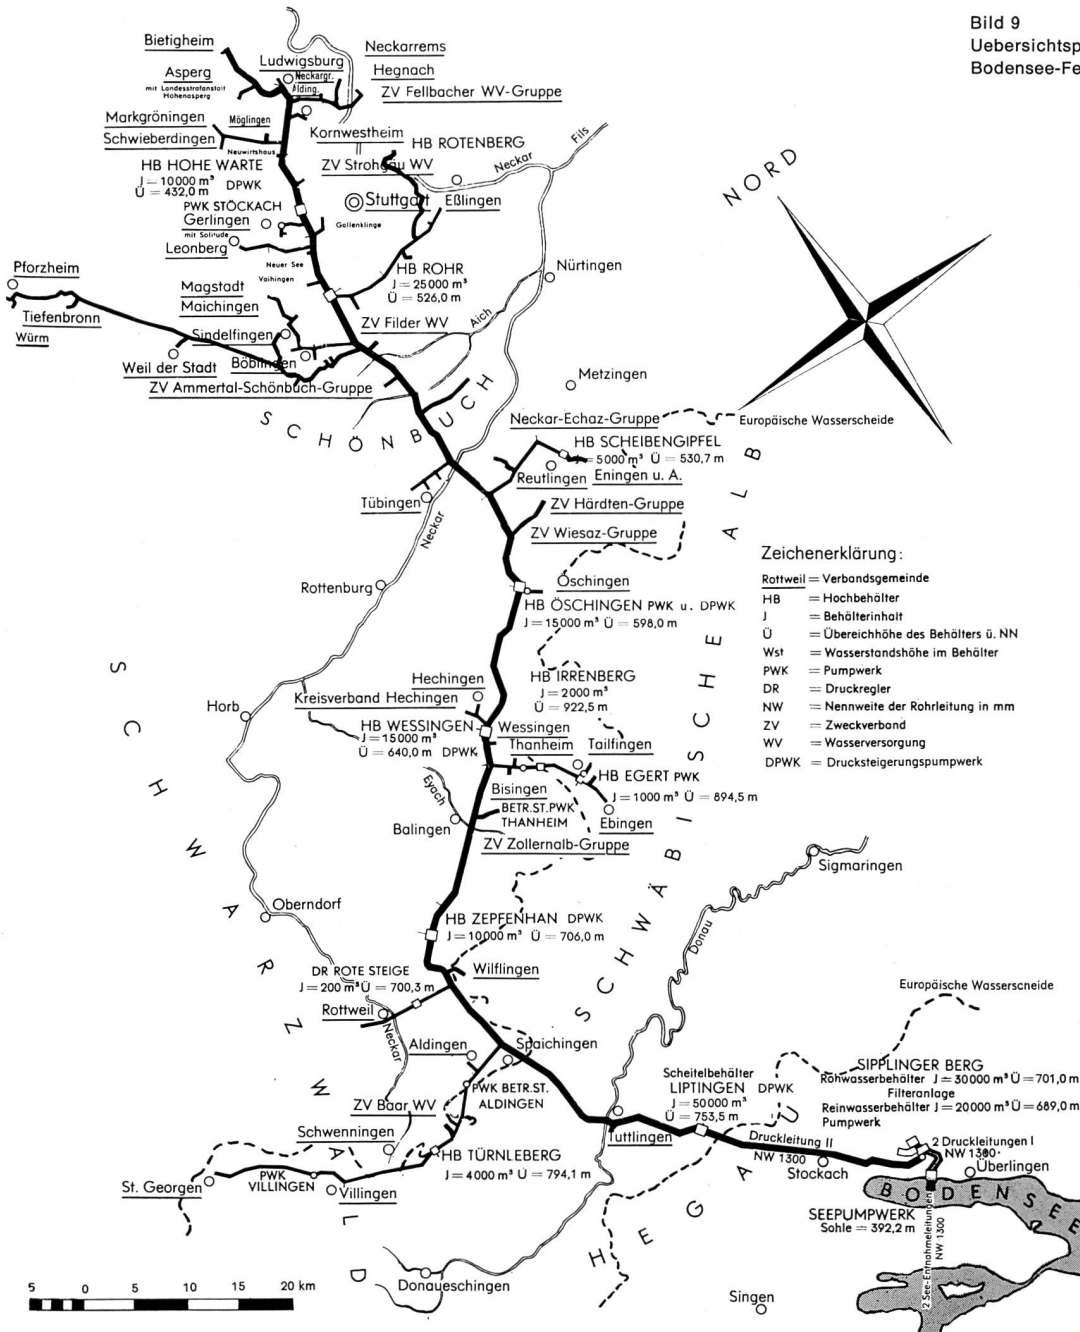 Bild 9
Uebersichtsp
Bodensee-Fe
Bietigheim
Ludwigsburg
Neckarrems
Asperg
mit Landesstrafanstalt
Hohenasperg
Neckargr.
Alding.
Hegnach
ZV Fellbacher WV-Gruppe
Markgröningen
Möglingen
Schwieberdingen
Neuwirtshaus
Kornwestheim
HB ROTENBERG
ZV Strohgäu WV
Neckar
Fils
HB HOHE WARTE
J = 10000 m³ DPWK
Ü = 432,0 m
PWK STÖCKACH
Gerlingen
mit Solitude
Leonberg
Stuttgart
Eßlingen
Gallenklinge
Neuer See
Vaihingen
HB ROHR
J = 25000 m³
Ü = 526,0 m
Nürtingen
NORD
Pforzheim
Tiefenbronn
Würm
Magstadt
Maichingen
Sindelfingen
Böblingen
Weil der Stadt
ZV Filder WV
Aich
ZV Ammertal-Schönbuch-Gruppe
SCHÖNBUCH
Metzingen
Neckar-Echaz-Gruppe
Europäische Wasserscheide
HB SCHEIBENGIPFEL
J = 5000 m³ Ü = 530,7 m
Reutlingen
Eningen u. A.
Tübingen
Neckar
ZV Härdten-Gruppe
ZV Wiesaz-Gruppe
Rottenburg
Öschingen
HB ÖSCHINGEN PWK u. DPWK
J = 15000 m³ Ü = 598,0 m
Zeichenerklärung:
Rottweil = Verbandsgemeinde
HB = Hochbehälter
J = Behälterinhalt
Ü = Übereichhöhe des Behälters ü. NN
Wst = Wasserstandshöhe im Behälter
PWK = Pumpwerk
DR = Druckregler
NW = Nennweite der Rohrleitung in mm
ZV = Zweckverband
WV = Wasserversorgung
DPWK = Drucksteigerungspumpwerk
Hechingen
Kreisverband Hechingen
HB IRRENBERG
J = 2000 m³
Ü = 922,5 m
Horb
HB WESSINGEN
J = 15000 m³
Ü = 640,0 m DPWK
Wessingen
Thanheim
Tailfingen
HB EGERT PWK
J = 1000 m³ Ü = 894,5 m
Bisingen
BETR.ST.PWK
THANHEIM
Ebingen
Eyach
Balingen
ZV Zollernalb-Gruppe
SCHWÄBISCHE ALB
SCHWARZWALD
Sigmaringen
Donau
Oberndorf
HB ZEPFENHAN DPWK
J = 10000 m³ Ü = 706,0 m
Wilflingen
DR ROTE STEIGE
J = 200 m³ Ü = 700,3 m
Rottweil
Neckar
Aldingen
Spaichingen
PWK BETR.ST.
ALDINGEN
ZV Baar WV
Schwenningen
HB TÜRNLEBERG
J = 4000 m³ Ü = 794,1 m
St. Georgen
PWK
VILLINGEN
Villingen
Europäische Wasserscheide
Scheitelbehälter
LIPTINGEN DPWK
J = 50000 m³
Ü = 753,5 m
Tuttlingen
SIPPLINGER BERG
Rohwasserbehälter J = 30000 m³ Ü = 701,0 m
Filteranlage
Reinwasserbehälter J = 20000 m³ Ü = 689,0 m
Pumpwerk
Druckleitung II
NW 1300
Stockach
2 Druckleitungen I
NW 1300
Überlingen
BODENSEE
SEEPUMPWERK
Sohle = 392,2 m
2 See-Entnahmeleitungen
NW 1300
HEGAU
Donaueschingen
Singen
5 0 5 10 15 20 km